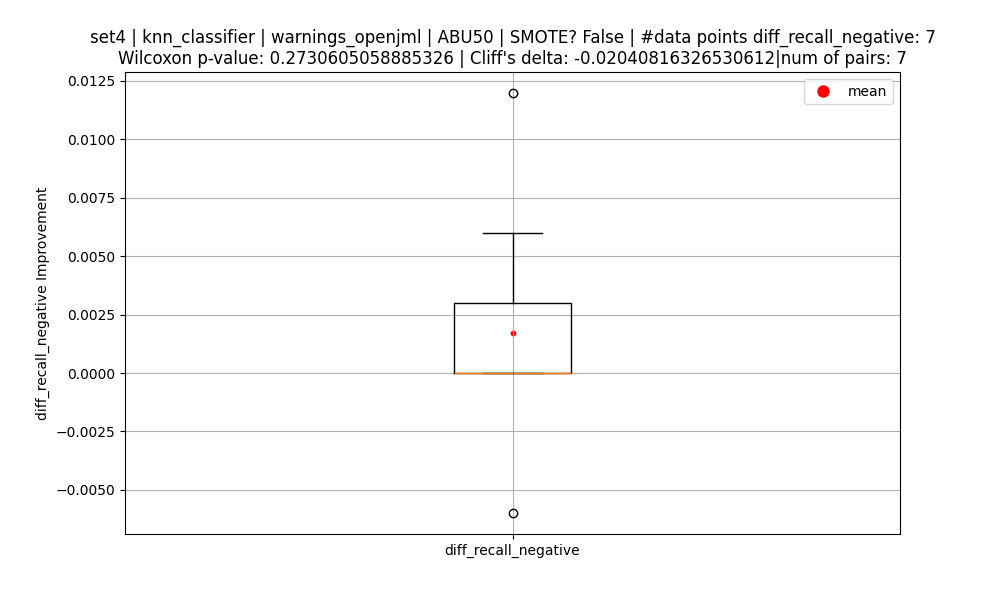 set4 | knn_classifier | warnings_openjml | ABU50 | SMOTE? False | #data points diff_recall_negative: 7
Wilcoxon p-value: 0.2730605058885326 | Cliff's delta: -0.02040816326530612|num of pairs: 7
mean
0.0125
0.0100
0.0075
0.0050
0.0025
0.0000
−0.0025
−0.0050
diff_recall_negative Improvement
diff_recall_negative